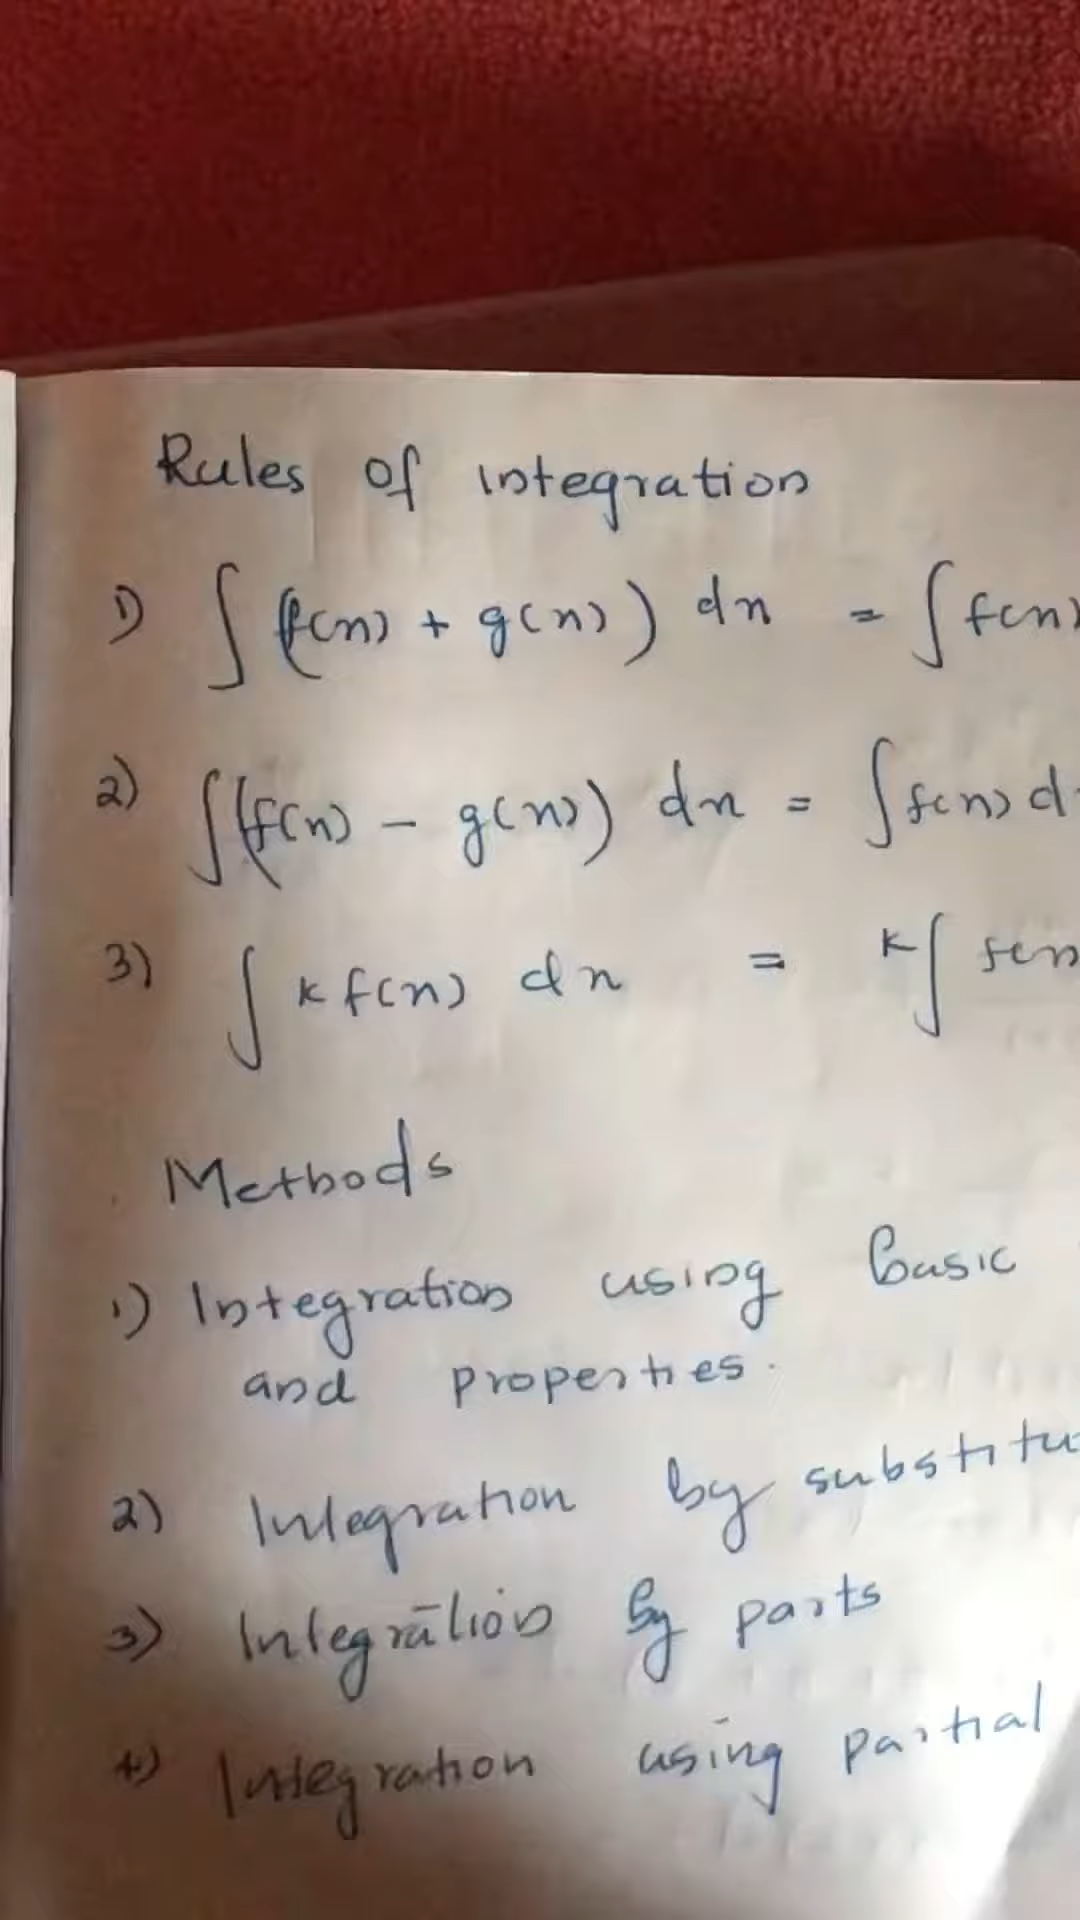 Rules of integration
1) ∫ (f(n) + g(n)) dn = ∫ f(n)
2) ∫ (f(n) - g(n)) dn = ∫ f(n) d
3) ∫ k f(n) dn = k ∫ f(n
Methods
1) Integration using basic
and properties.
2) Integration by substitu
3) Integration by parts
4) Integration using partial